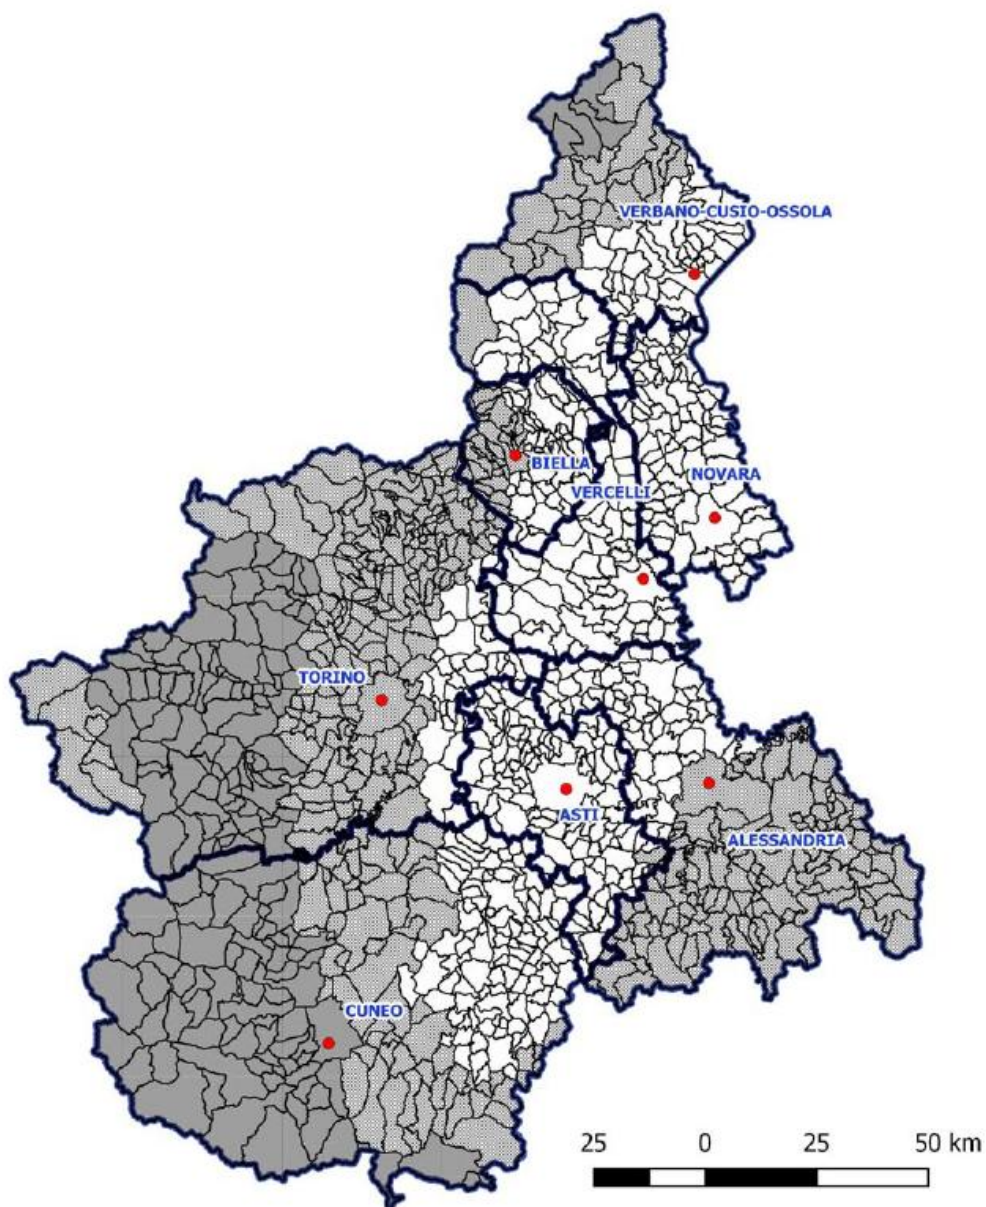 VERBANO-CUSIO-OSSOLA
BIELLA
VERCELLI
NOVARA
TORINO
ASTI
ALESSANDRIA
CUNEO
25 0 25 50 km